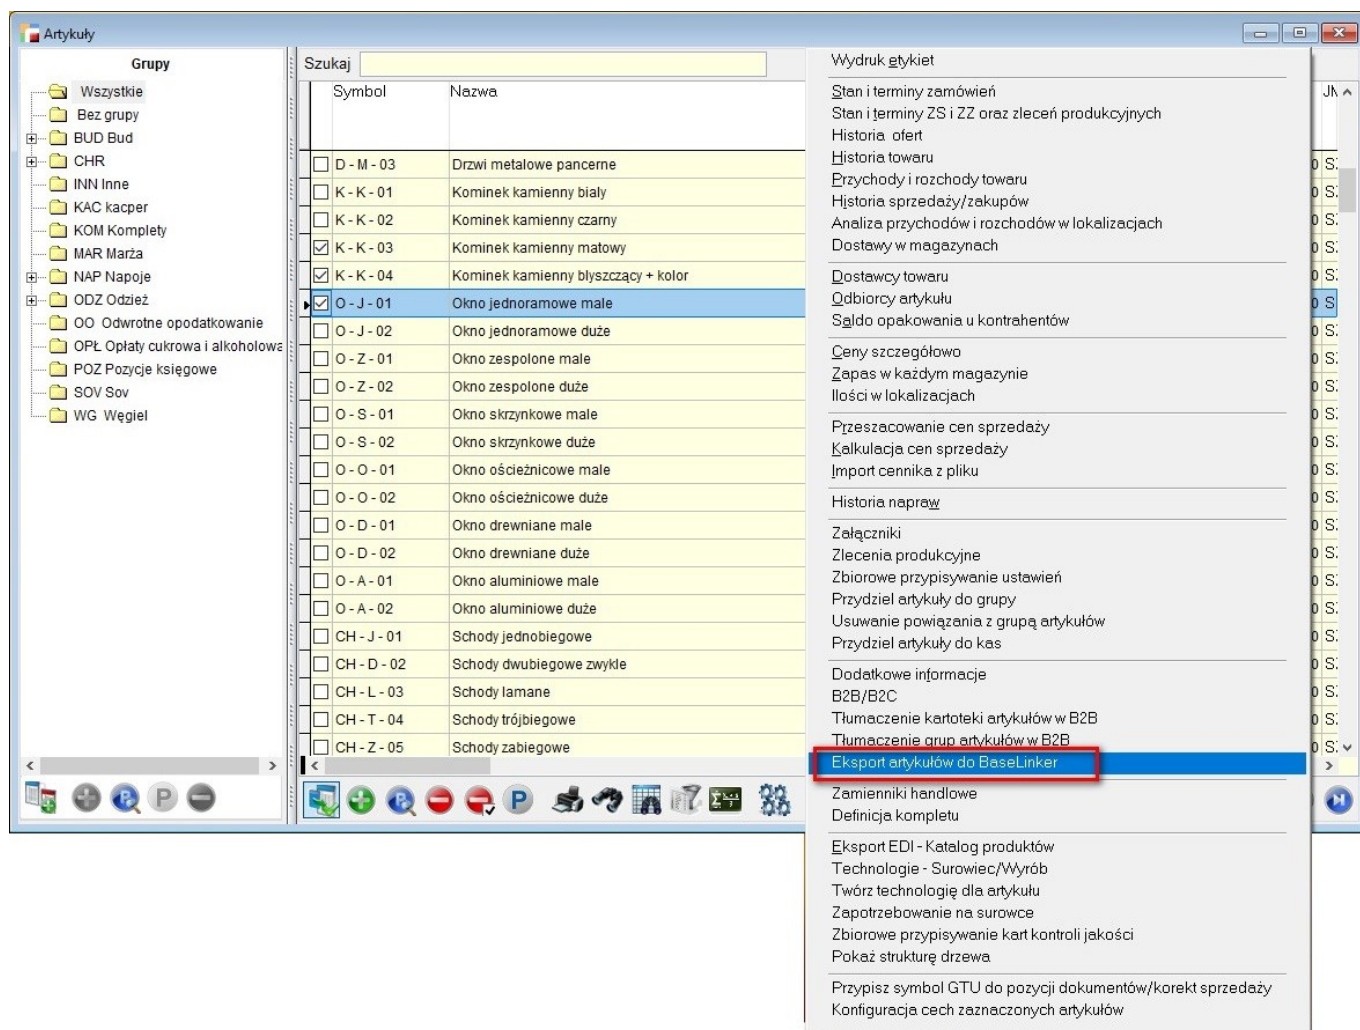 Artykuły
Grupy
Wszystkie
Bez grupy
BUD Bud
CHR
INN Inne
KAC kacper
KOM Komplety
MAR Marża
NAP Napoje
ODZ Odzież
OO Odwrotne opodatkowanie
OPŁ Opłaty cukrowa i alkoholowa
POZ Pozycje księgowe
SOV Sov
WG Węgiel
Szukaj
Symbol Nazwa
D - M - 03 Drzwi metalowe pancerne
K - K - 01 Kominek kamienny bialy
K - K - 02 Kominek kamienny czarny
K - K - 03 Kominek kamienny matowy
K - K - 04 Kominek kamienny blyszczący + kolor
O - J - 01 Okno jednoramowe male
O - J - 02 Okno jednoramowe duże
O - Z - 01 Okno zespolone male
O - Z - 02 Okno zespolone duże
O - S - 01 Okno skrzynkowe male
O - S - 02 Okno skrzynkowe duże
O - O - 01 Okno ościeżnicowe male
O - O - 02 Okno ościeżnicowe duże
O - D - 01 Okno drewniane male
O - D - 02 Okno drewniane duże
O - A - 01 Okno aluminiowe male
O - A - 02 Okno aluminiowe duże
CH - J - 01 Schody jednobiegowe
CH - D - 02 Schody dwubiegowe zwykle
CH - L - 03 Schody lamane
CH - T - 04 Schody trójbiegowe
CH - Z - 05 Schody zabiegowe
Wydruk etykiet
Stan i terminy zamówień
Stan i terminy ZS i ZZ oraz zleceń produkcyjnych
Historia ofert
Historia towaru
Przychody i rozchody towaru
Historia sprzedaży/zakupów
Analiza przychodów i rozchodów w lokalizacjach
Dostawy w magazynach
Dostawcy towaru
Odbiorcy artykułu
Saldo opakowania u kontrahentów
Ceny szczegółowo
Zapas w każdym magazynie
Ilości w lokalizacjach
Przeszacowanie cen sprzedaży
Kalkulacja cen sprzedaży
Import cennika z pliku
Historia napraw
Załączniki
Zlecenia produkcyjne
Zbiorowe przypisywanie ustawień
Przydziel artykuły do grupy
Usuwanie powiązania z grupą artykułów
Przydziel artykuły do kas
Dodatkowe informacje
B2B/B2C
Tłumaczenie kartoteki artykułów w B2B
Tłumaczenie grup artykułów w B2B
Eksport artykułów do BaseLinker
Zamienniki handlowe
Definicja kompletu
Eksport EDI - Katalog produktów
Technologie - Surowiec/Wyrób
Twórz technologię dla artykułu
Zapotrzebowanie na surowce
Zbiorowe przypisywanie kart kontroli jakości
Pokaż strukturę drzewa
Przypisz symbol GTU do pozycji dokumentów/korekt sprzedaży
Konfiguracja cech zaznaczonych artykułów